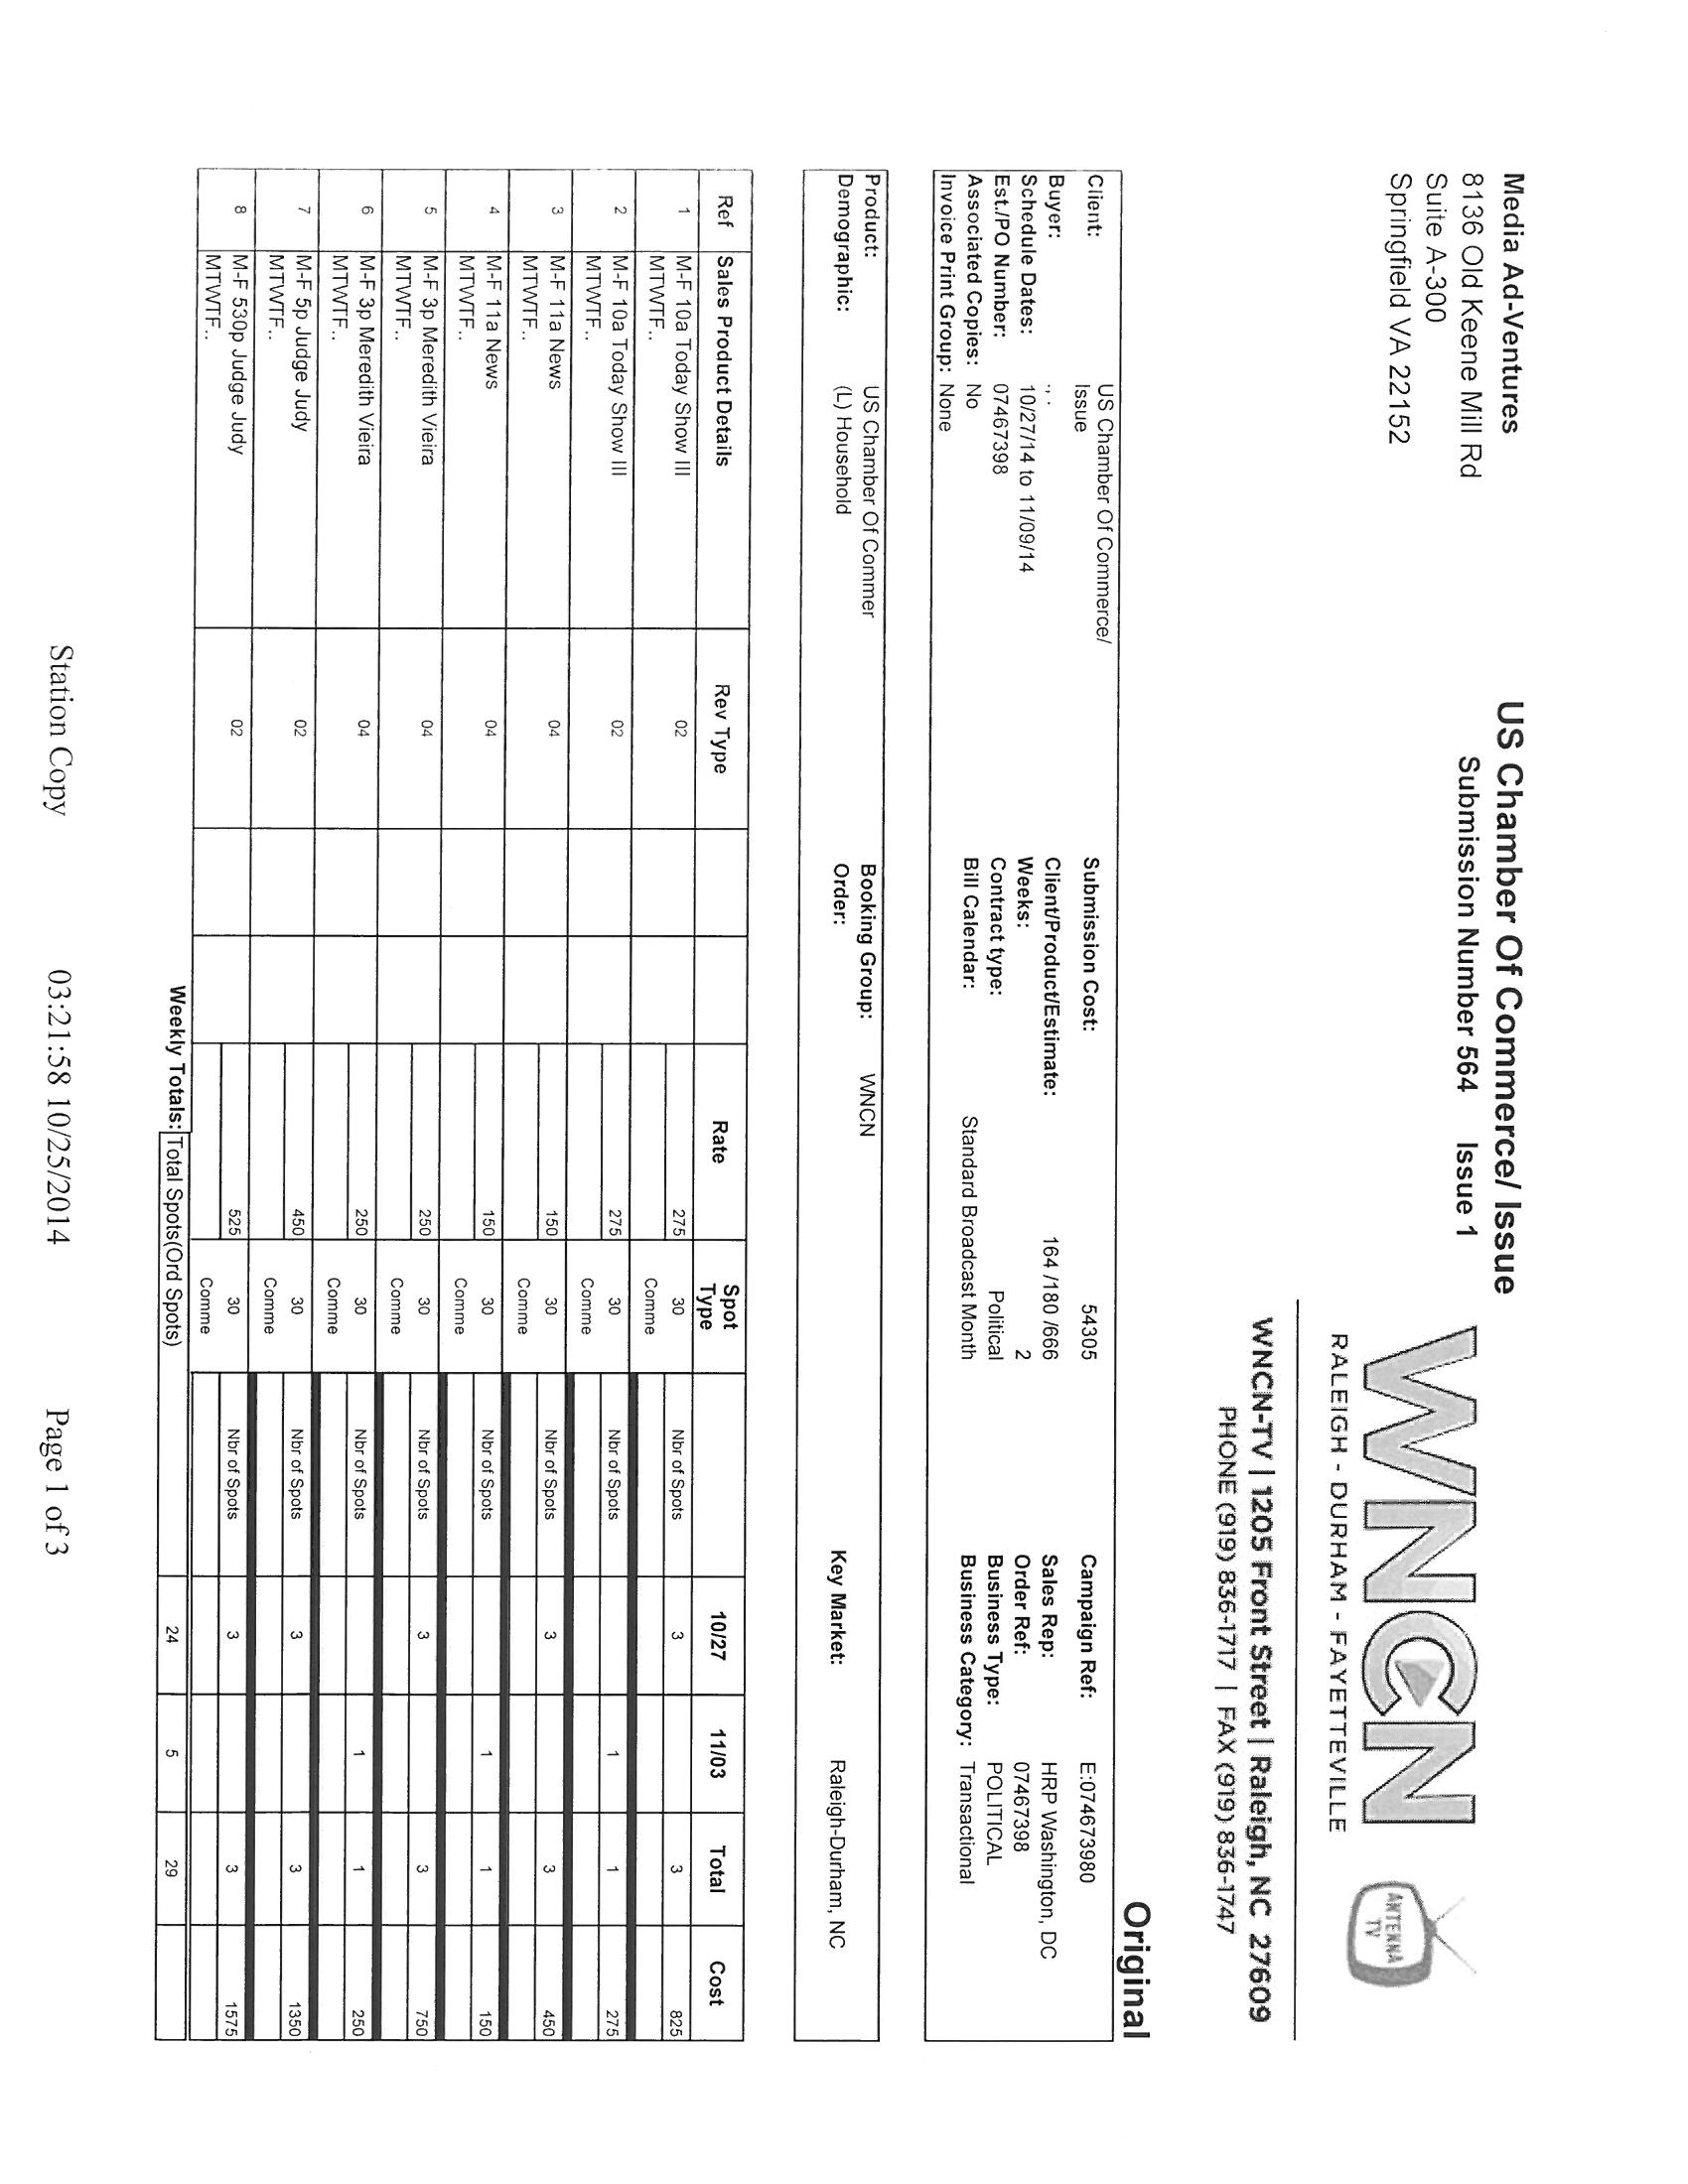 Media Ad-Ventures
8136 Old Keene Mill Rd
Suite A-300
Springfield VA 22152
US Chamber Of Commerce/ Issue
Submission Number 564 Issue 1
WNCN
RALEIGH - DURHAM - FAYETTEVILLE
ANTENNA
TV
WNCN-TV | 1205 Front Street | Raleigh, NC 27609
PHONE (919) 836-1717 | FAX (919) 836-1747
Original
Client: US Chamber Of Commerce/ Submission Cost: 54305 Campaign Ref: E:074673980
Issue
Buyer: ., . Client/Product/Estimate: 164 /180 /666 Sales Rep: HRP Washington, DC
Schedule Dates: 10/27/14 to 11/09/14 Weeks: 2 Order Ref: 07467398
Est./PO Number: 07467398 Contract type: Political Business Type: POLITICAL
Associated Copies: No Bill Calendar: Standard Broadcast Month Business Category: Transactional
Invoice Print Group: None
Product: US Chamber Of Commer Booking Group: WNCN
Demographic: (L) Household Order: Key Market: Raleigh-Durham, NC
Ref Sales Product Details Rev Type Rate Spot Type 10/27 11/03 Total Cost
1 M-F 10a Today Show III 02 275 30 Nbr of Spots 3 3 825
MTWTF.. Comme
2 M-F 10a Today Show III 02 275 30 Nbr of Spots 1 1 275
MTWTF.. Comme
3 M-F 11a News 04 150 30 Nbr of Spots 3 3 450
MTWTF.. Comme
4 M-F 11a News 04 150 30 Nbr of Spots 1 1 150
MTWTF.. Comme
5 M-F 3p Meredith Vieira 04 250 30 Nbr of Spots 3 3 750
MTWTF.. Comme
6 M-F 3p Meredith Vieira 04 250 30 Nbr of Spots 1 1 250
MTWTF.. Comme
7 M-F 5p Judge Judy 02 450 30 Nbr of Spots 3 3 1350
MTWTF.. Comme
8 M-F 530p Judge Judy 02 525 30 Nbr of Spots 3 3 1575
MTWTF.. Comme
Weekly Totals: Total Spots(Ord Spots) 24 5 29
Station Copy 03:21:58 10/25/2014 Page 1 of 3